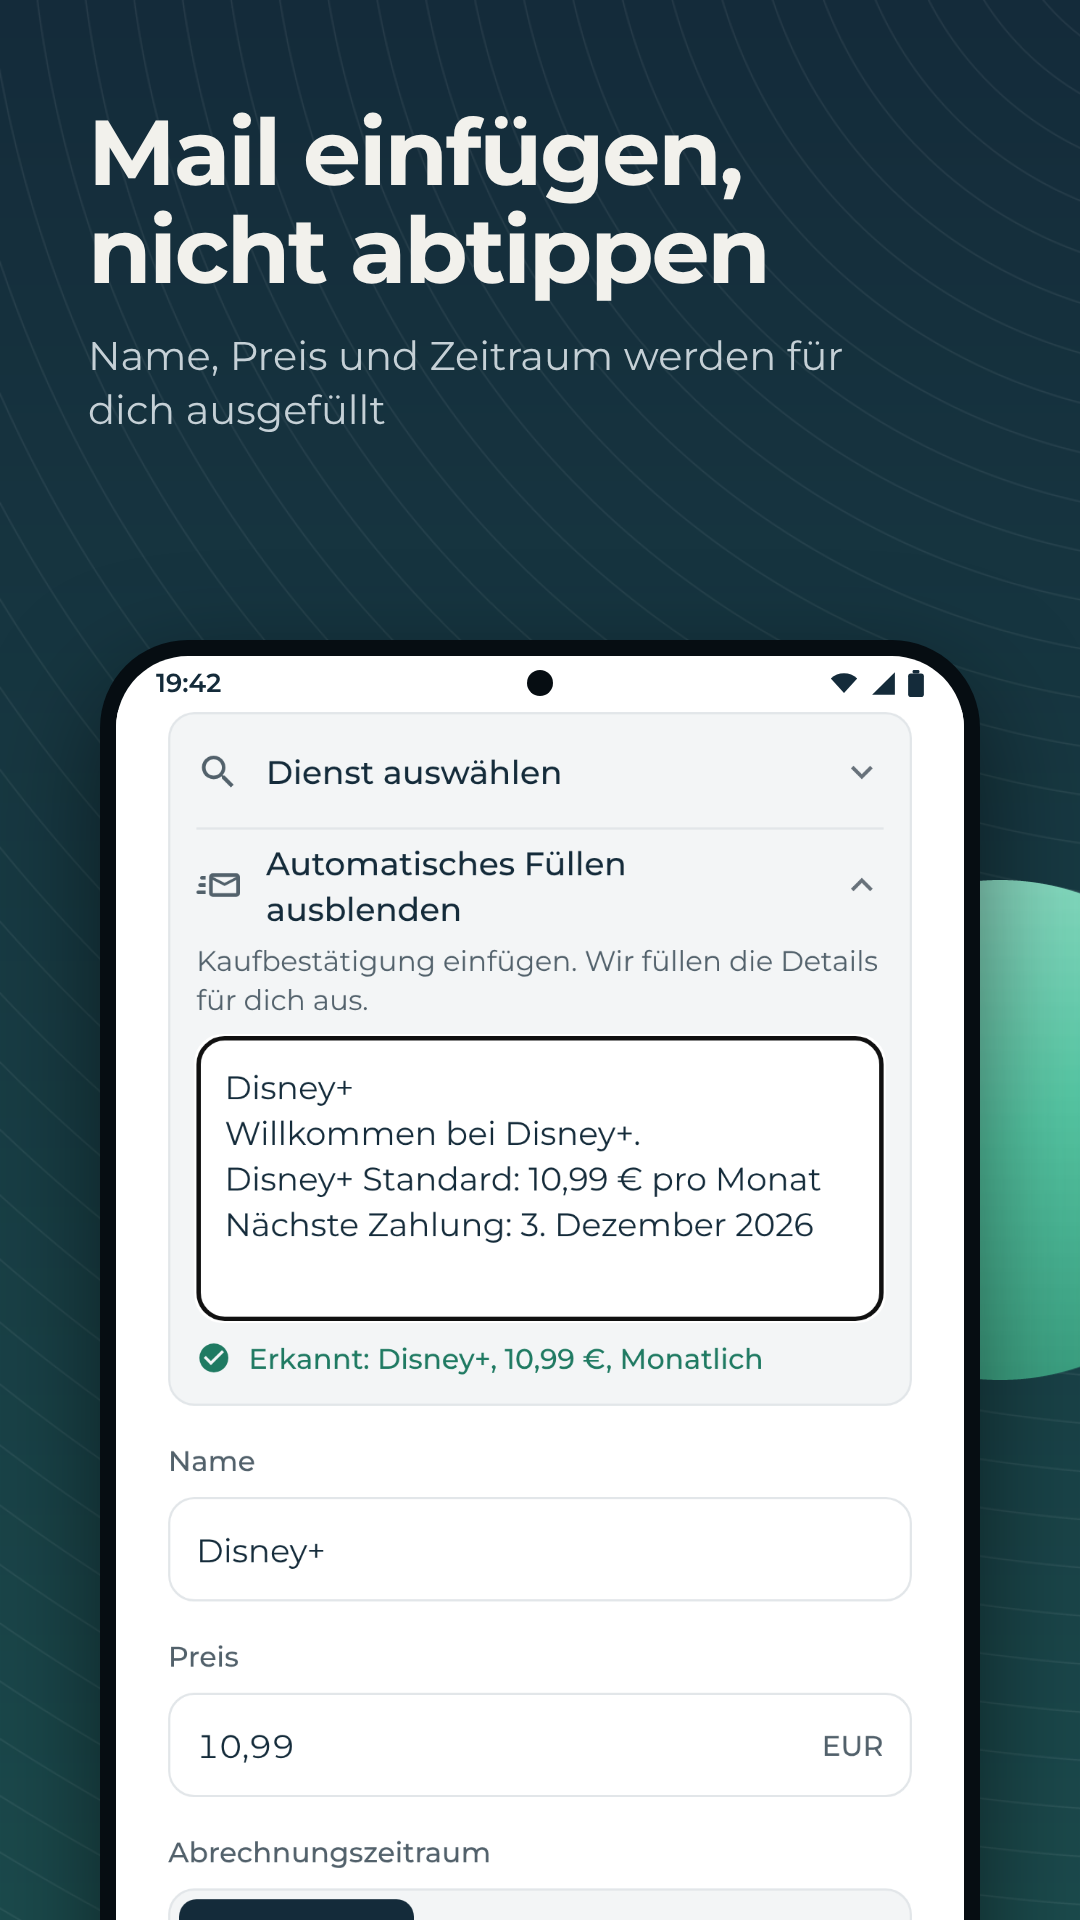 Mail einfügen,
nicht abtippen
Name, Preis und Zeitraum werden für
dich ausgefüllt
19:42
Dienst auswählen
Automatisches Füllen
ausblenden
Kaufbestätigung einfügen. Wir füllen die Details
für dich aus.
Disney+
Willkommen bei Disney+.
Disney+ Standard: 10,99 € pro Monat
Nächste Zahlung: 3. Dezember 2026
Erkannt: Disney+, 10,99 €, Monatlich
Name
Disney+
Preis
10,99 EUR
Abrechnungszeitraum